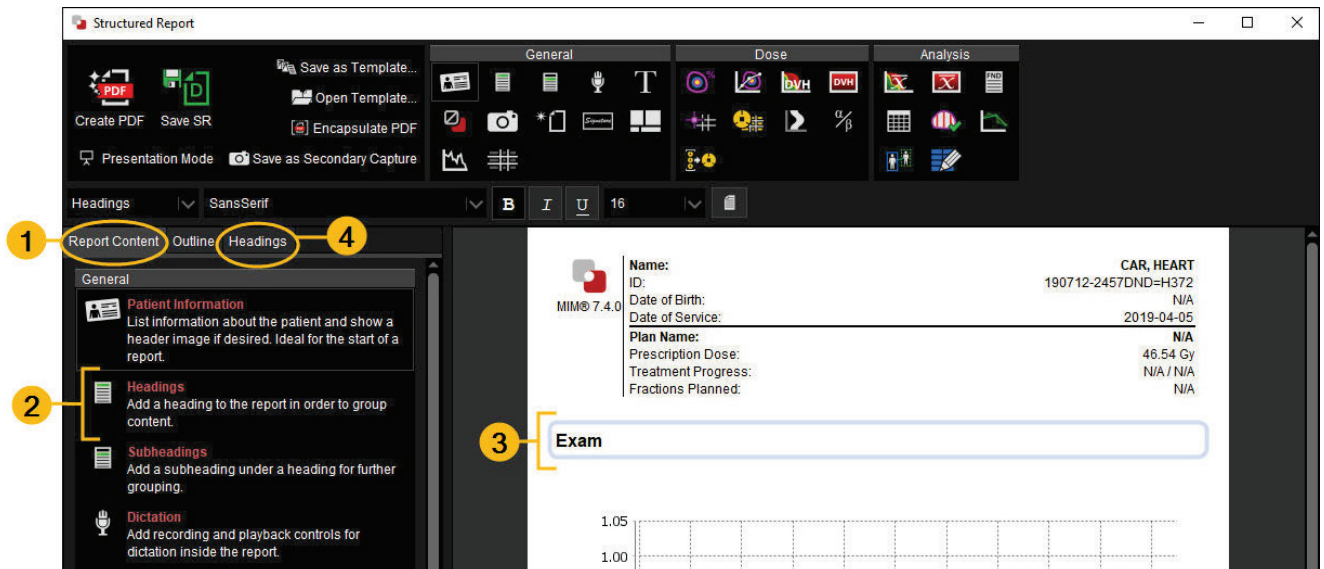 Structured Report
General
Dose
Analysis
Save as Template...
Open Template...
Encapsulate PDF
PDF
D
Create PDF
Save SR
Presentation Mode
Save as Secondary Capture
T
Signature
%
DVH
DVH
α/β
x
x
FND
Headings
SansSerif
B
I
U
16
1
Report Content
Outline
Headings
4
General
Patient Information
List information about the patient and show a
header image if desired. Ideal for the start of a
report.
2
Headings
Add a heading to the report in order to group
content.
Subheadings
Add a subheading under a heading for further
grouping.
Dictation
Add recording and playback controls for
dictation inside the report.
MIM® 7.4.0
Name: CAR, HEART
ID: 190712-2457DND=H372
Date of Birth: N/A
Date of Service: 2019-04-05
Plan Name: N/A
Prescription Dose: 46.54 Gy
Treatment Progress: N/A / N/A
Fractions Planned: N/A
3
Exam
1.05
1.00